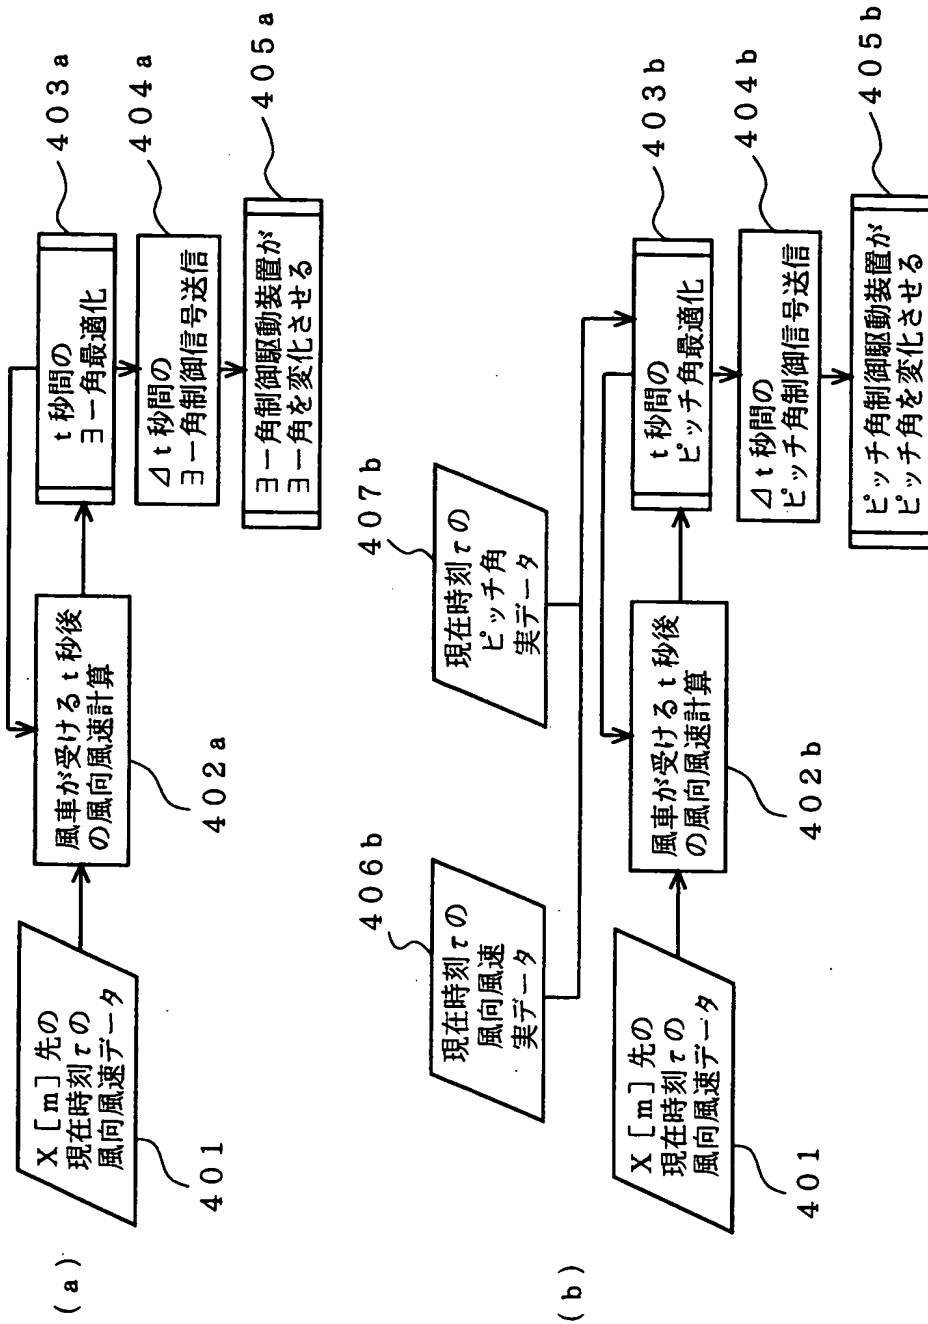 (a)
X [m] 先の
現在時刻τの
風向風速データ
401
風車が受けるt秒後
の風向風速計算
402a
t秒間の
ヨー角最適化
403a
Δt秒間の
ヨー角制御信号送信
404a
ヨー角制御駆動装置が
ヨー角を変化させる
405a
(b)
現在時刻τの
風向風速
実データ
406b
現在時刻τの
ピッチ角
実データ
407b
X [m] 先の
現在時刻τの
風向風速データ
401
風車が受けるt秒後
の風向風速計算
402b
t秒間の
ピッチ角最適化
403b
Δt秒間の
ピッチ角制御信号送信
404b
ピッチ角制御駆動装置が
ピッチ角を変化させる
405b